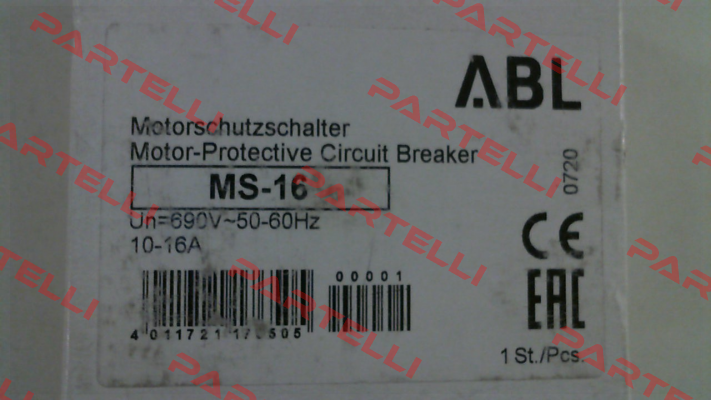 ABL
Motorschutzschalter
Motor-Protective Circuit Breaker
MS-16
0720
Un=690V~50-60Hz
10-16A
CE
EAC
00001
1 St./Pcs.
PARTELLI